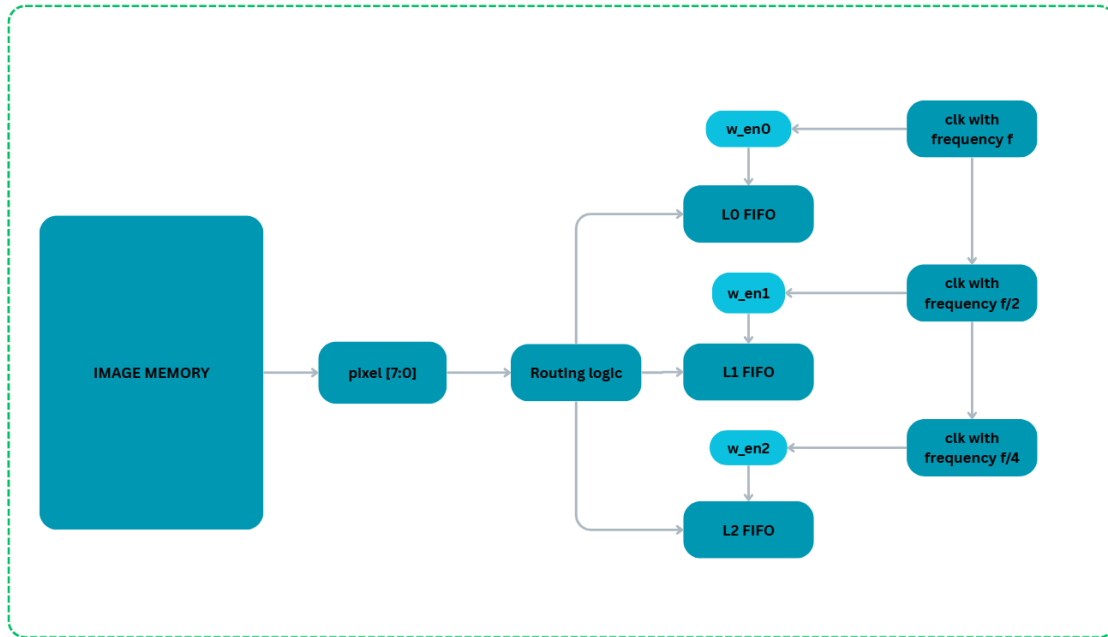 w_en0
clk with
frequency f
L0 FIFO
w_en1
clk with
frequency f/2
IMAGE MEMORY
pixel [7:0]
Routing logic
L1 FIFO
w_en2
clk with
frequency f/4
L2 FIFO